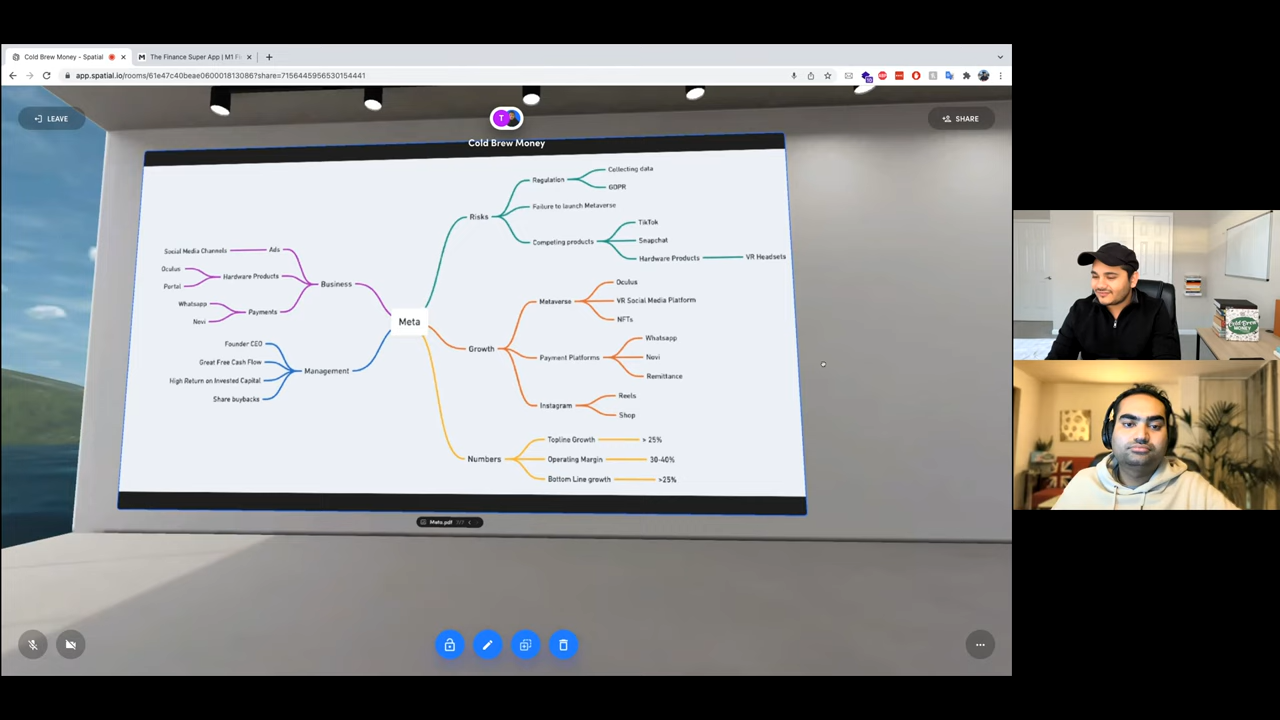 Cold Brew Money - Spatial
The Finance Super App | M1 Fi
app.spatial.io/rooms/61e47c40beae060001813086?share=7156445956530154441
LEAVE
T
SHARE
Cold Brew Money
Meta
Risks
Regulation
Collecting data
GDPR
Failure to launch Metaverse
Competing products
TikTok
Snapchat
Hardware Products
VR Headsets
Growth
Metaverse
Oculus
VR Social Media Platform
NFTs
Payment Platforms
Whatsapp
Novi
Remittance
Instagram
Reels
Shop
Numbers
Topline Growth
> 25%
Operating Margin
30-40%
Bottom Line growth
>25%
Business
Ads
Social Media Channels
Hardware Products
Oculus
Portal
Payments
Whatsapp
Novi
Management
Founder CEO
Great Free Cash Flow
High Return on Invested Capital
Share buybacks
Meta.pdf
COLD BREW
MONEY